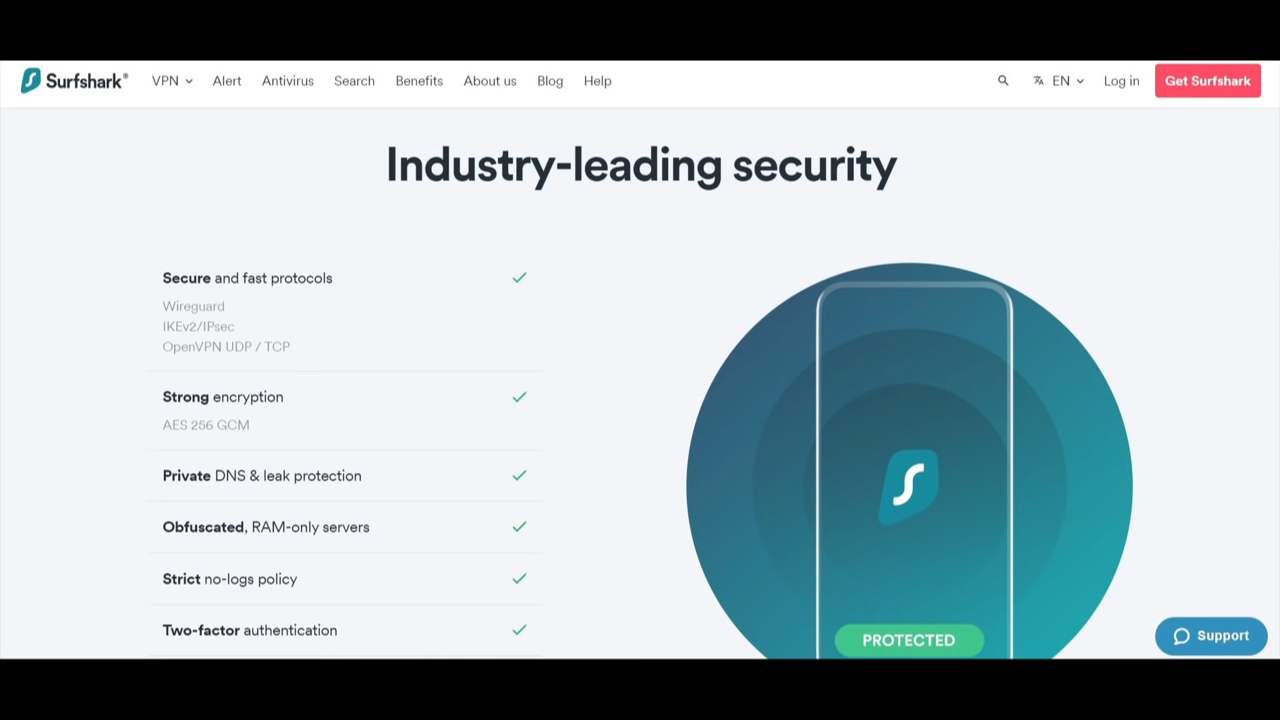 Surfshark® VPN Alert Antivirus Search Benefits About us Blog Help EN Log in Get Surfshark
Industry-leading security
Secure and fast protocols
Wireguard
IKEv2/IPsec
OpenVPN UDP / TCP
Strong encryption
AES 256 GCM
Private DNS & leak protection
Obfuscated, RAM-only servers
Strict no-logs policy
Two-factor authentication
PROTECTED
Support